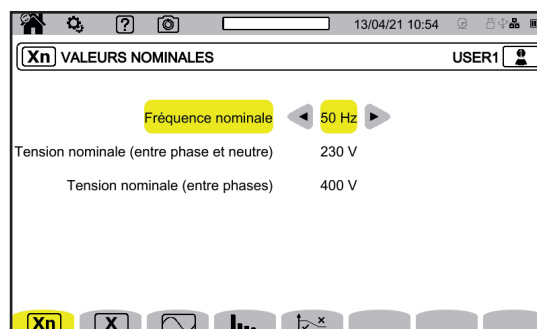 ?
13/04/21 10:54
Xn VALEURS NOMINALES
USER1
Fréquence nominale
50 Hz
Tension nominale (entre phase et neutre)
230 V
Tension nominale (entre phases)
400 V
Xn
X
x